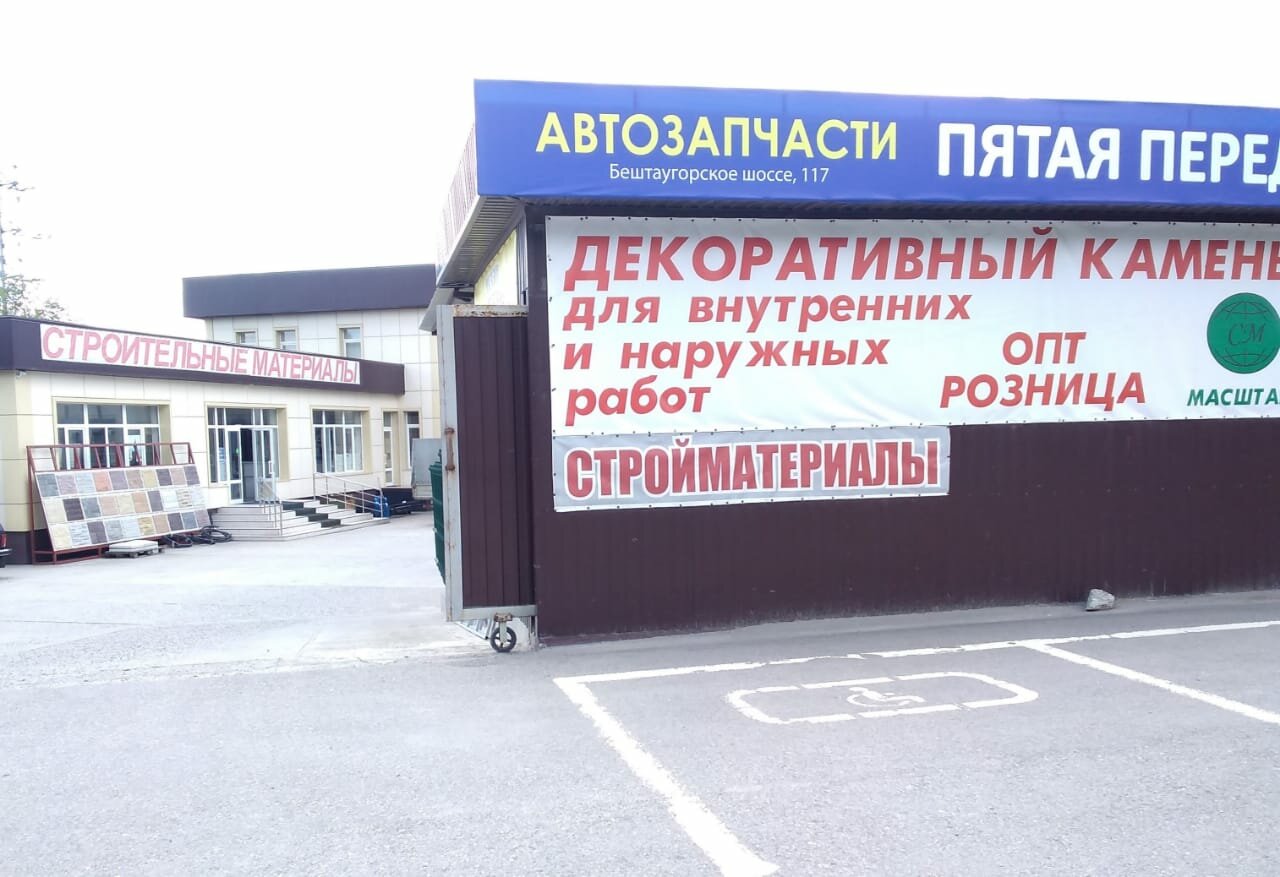 АВТОЗАПЧАСТИ
Бештаугорское шоссе, 117
ПЯТАЯ ПЕРЕД
ДЕКОРАТИВНЫЙ КАМЕНЬ
для внутренних
и наружных
работ
ОПТ
РОЗНИЦА
СМ
МАСШТА
СТРОЙМАТЕРИАЛЫ
СТРОИТЕЛЬНЫЕ МАТЕРИАЛЫ